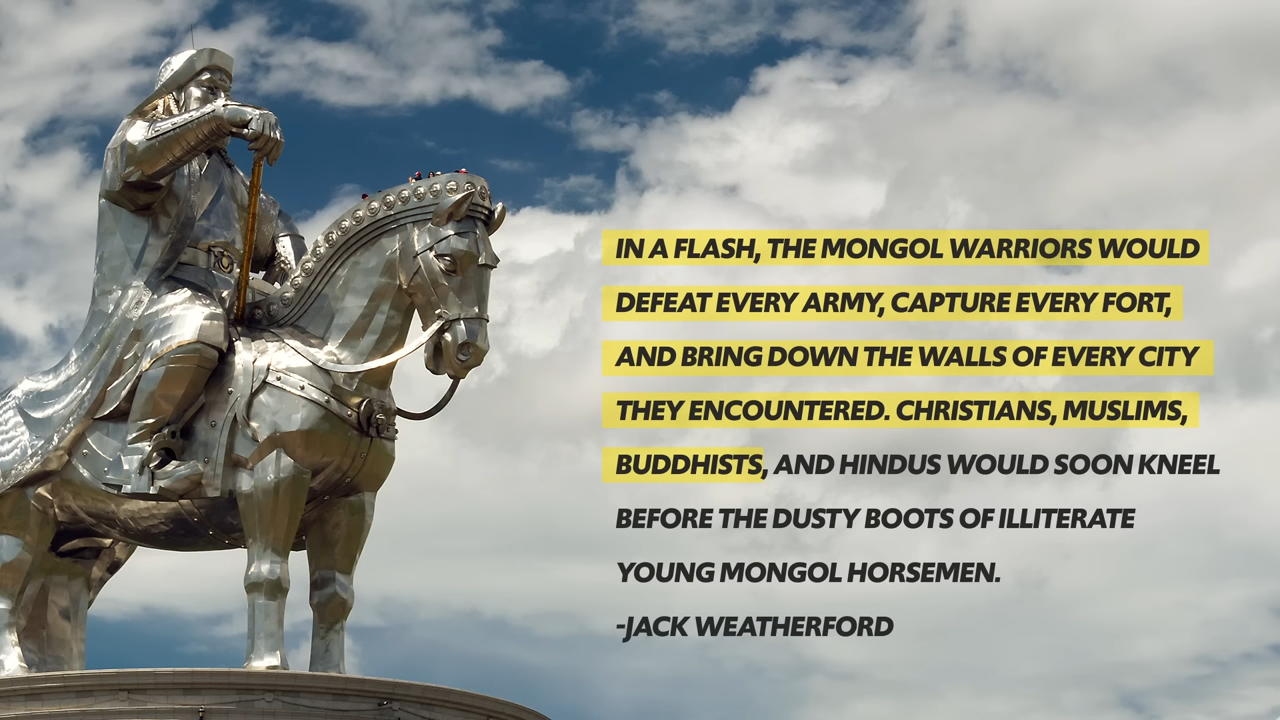 IN A FLASH, THE MONGOL WARRIORS WOULD
DEFEAT EVERY ARMY, CAPTURE EVERY FORT,
AND BRING DOWN THE WALLS OF EVERY CITY
THEY ENCOUNTERED. CHRISTIANS, MUSLIMS,
BUDDHISTS, AND HINDUS WOULD SOON KNEEL
BEFORE THE DUSTY BOOTS OF ILLITERATE
YOUNG MONGOL HORSEMEN.
-JACK WEATHERFORD